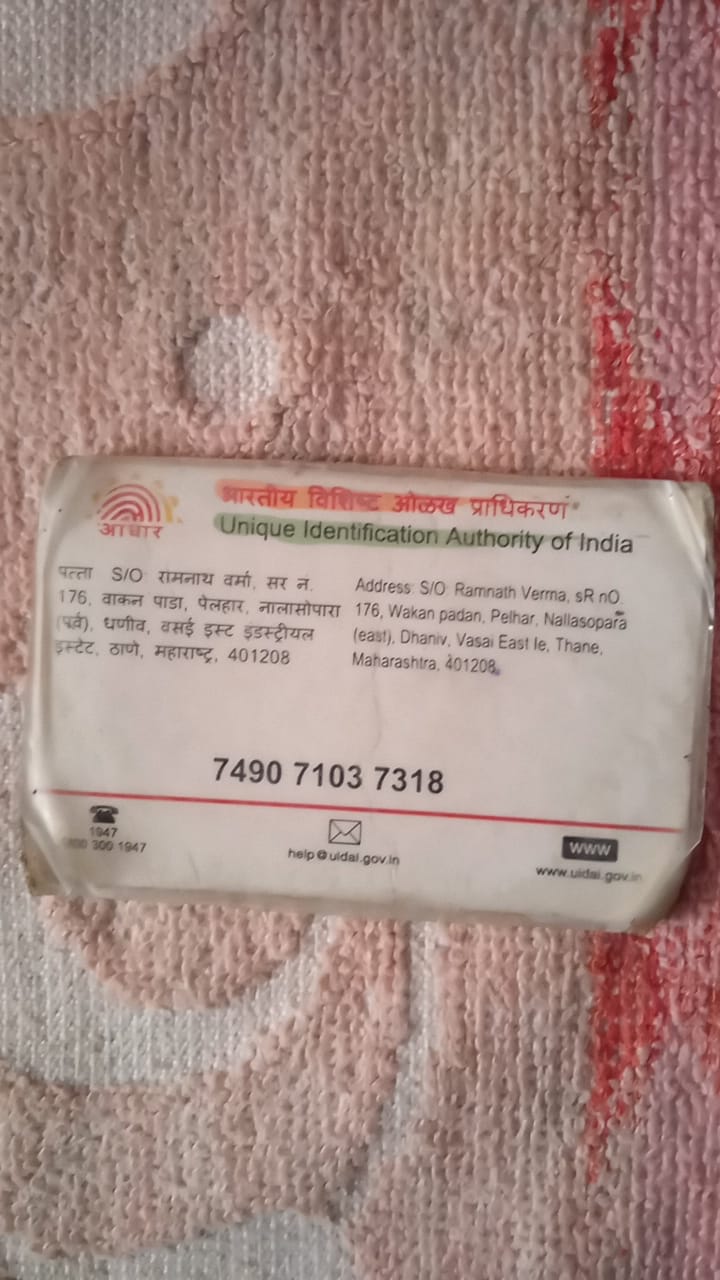 भारतीय विशिष्ट ओळख प्राधिकरण
आधार
Unique Identification Authority of India
पत्ता S/O: रामनाथ वर्मा, सर न.
176, वाकन पाडा, पेलहार, नालासोपारा
(पूर्व), धणीव, वसई इस्ट इंडस्ट्रीयल
इस्टेट, ठाणे, महाराष्ट्र, 401208
Address: S/O: Ramnath Verma, sR nO.
176, Wakan padan, Pelhar, Nallasopara
(east), Dhaniv, Vasai East Ie, Thane,
Maharashtra, 401208
7490 7103 7318
1947
300 1947
help@uidai.gov.in
www
www.uidai.gov.in